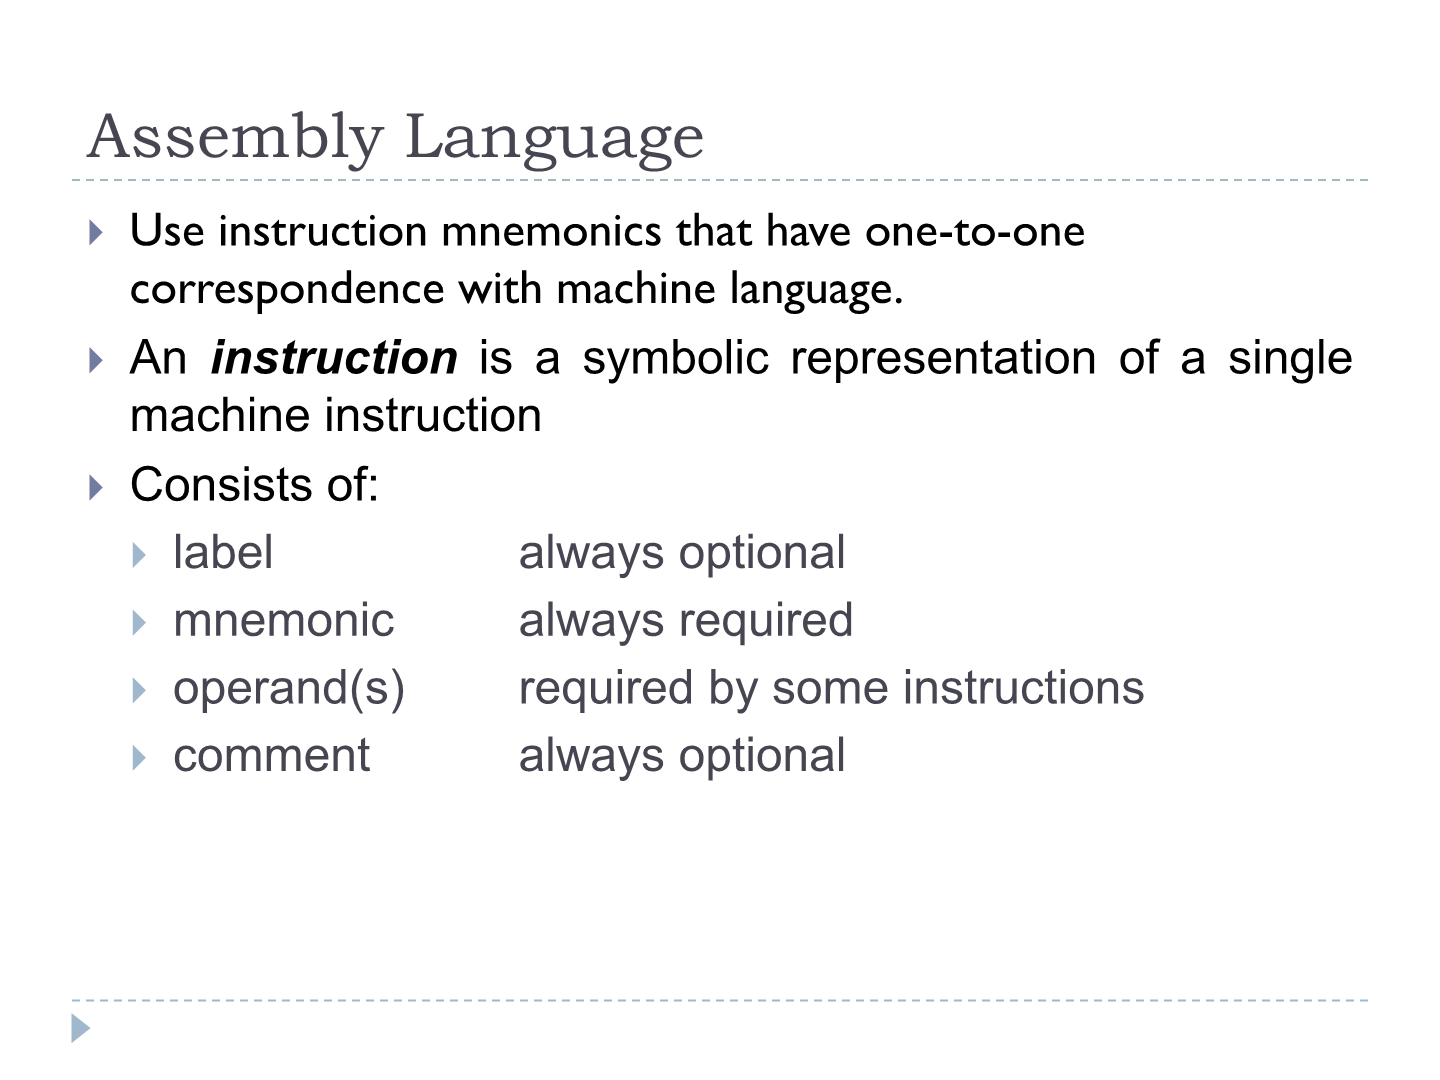 Assembly Language
Use instruction mnemonics that have one-to-one
correspondence with machine language.
An instruction is a symbolic representation of a single
machine instruction
Consists of:
label always optional
mnemonic always required
operand(s) required by some instructions
comment always optional